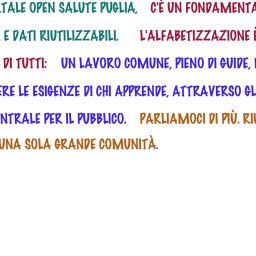 TALE OPEN SALUTE PUGLIA, C'È UN FONDAMENTA
E DATI RIUTILIZZABILI. L'ALFABETIZZAZIONE È
DI TUTTI: UN LAVORO COMUNE, PIENO DI GUIDE,
ERE LE ESIGENZE DI CHI APPRENDE, ATTRAVERSO GL
NTRALE PER IL PUBBLICO. PARLIAMOCI DI PIÙ. RIU
UNA SOLA GRANDE COMUNITÀ.